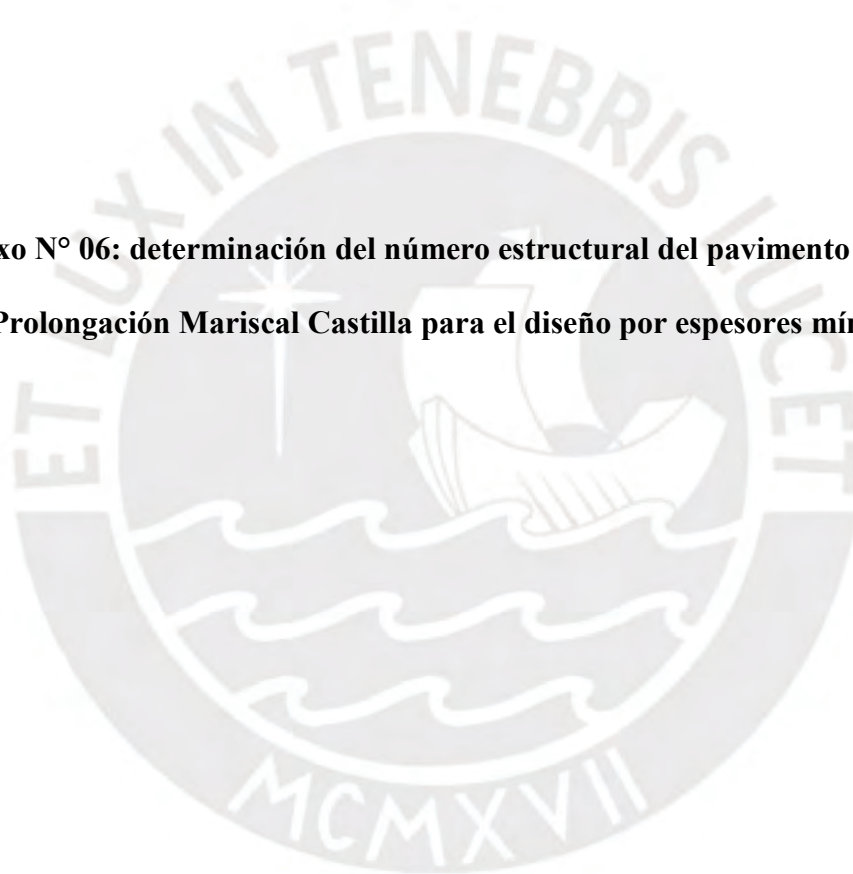 xo N° 06: determinación del número estructural del pavimento
Prolongación Mariscal Castilla para el diseño por espesores mín
ET LUX IN TENEBRIS LUCET
MCMXVII